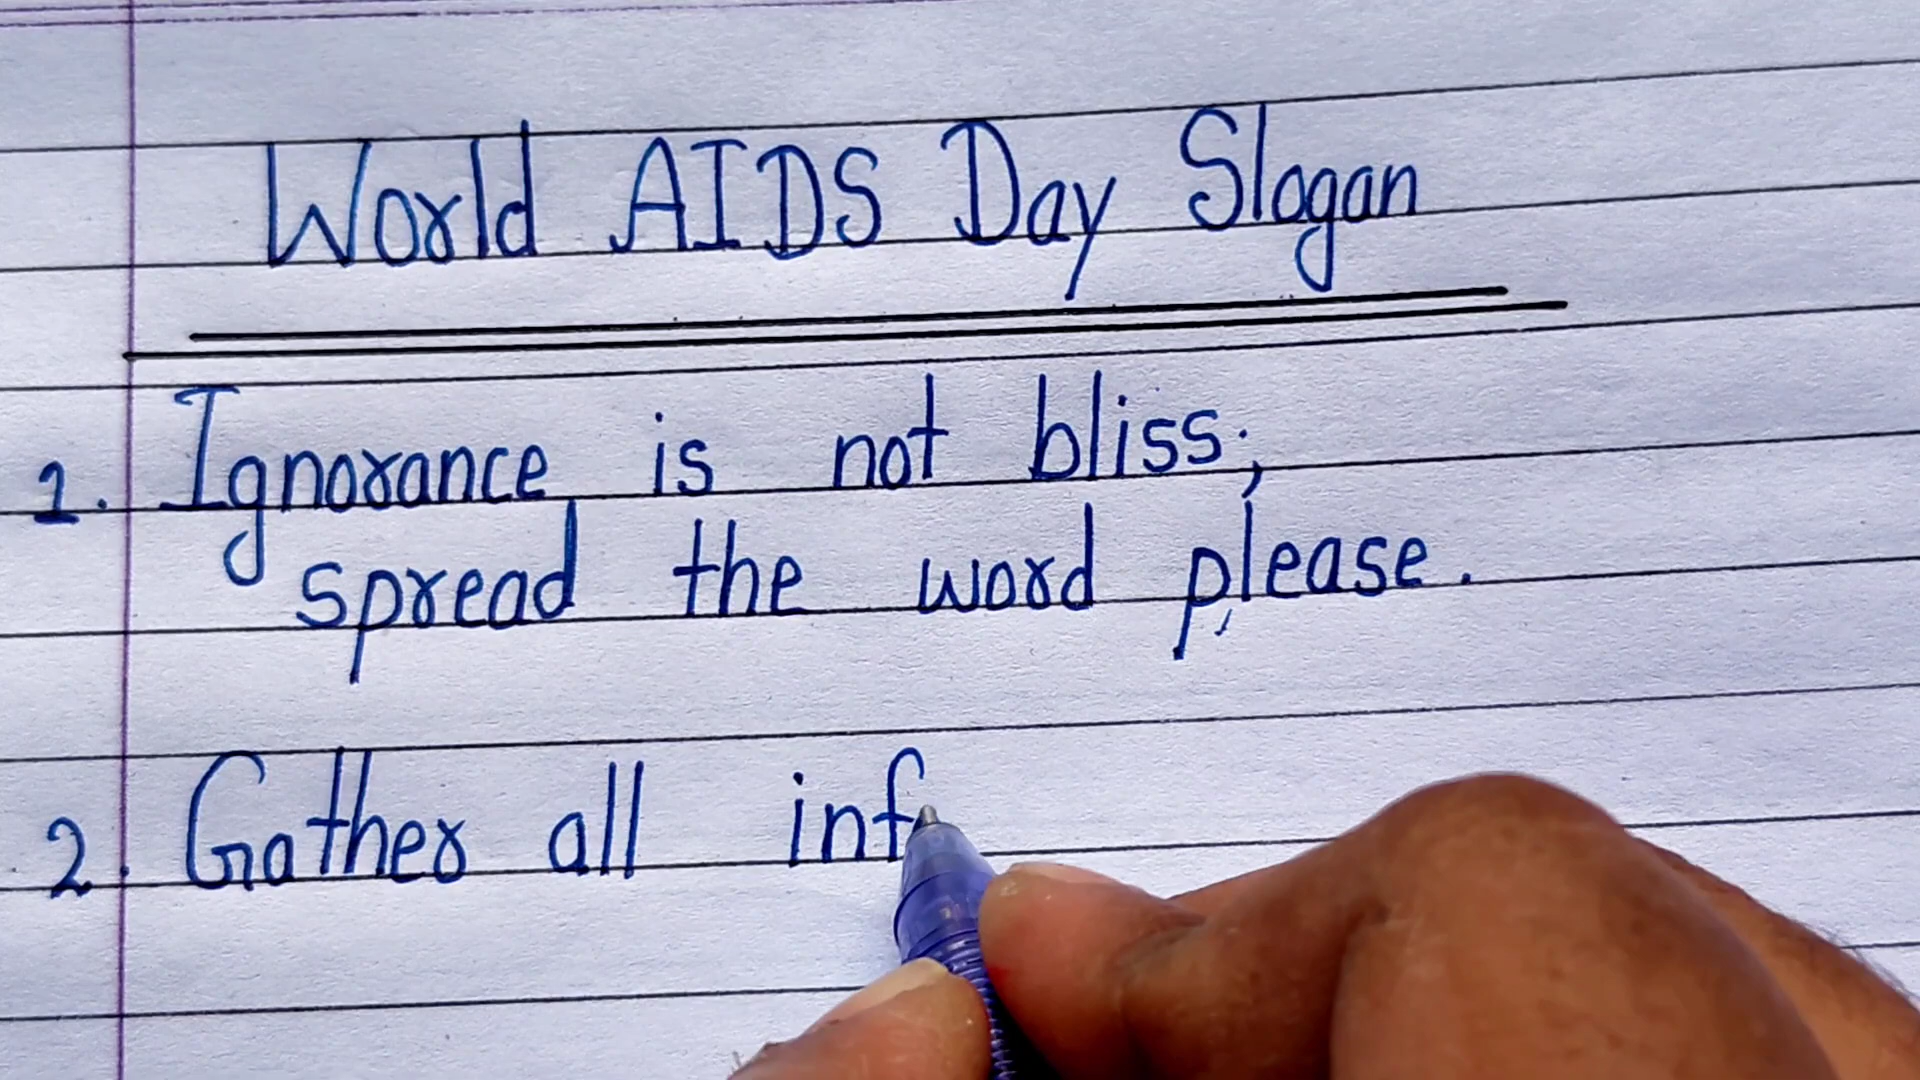 World AIDS Day Slogan
1. Ignorance is not bliss;
spread the word please.
2. Gather all inf